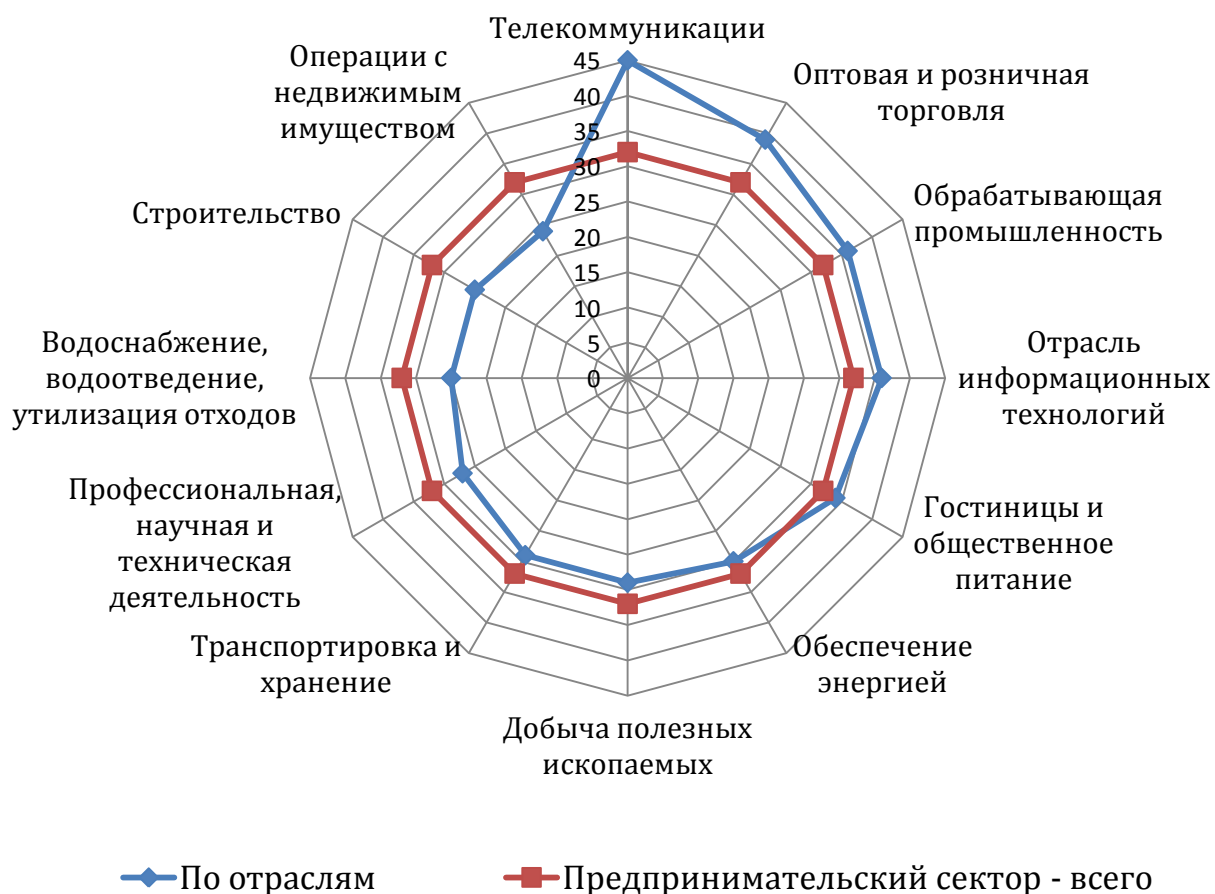 Телекоммуникации
Операции с
недвижимым
имуществом
Оптовая и розничная
торговля
Строительство
Обрабатывающая
промышленность
Водоснабжение,
водоотведение,
утилизация отходов
Отрасль
информационных
технологий
Профессиональная,
научная и
техническая
деятельность
Гостиницы и
общественное
питание
Транспортировка и
хранение
Обеспечение
энергией
Добыча полезных
ископаемых
45
40
35
30
25
20
15
10
5
0
По отраслям
Предпринимательский сектор - всего